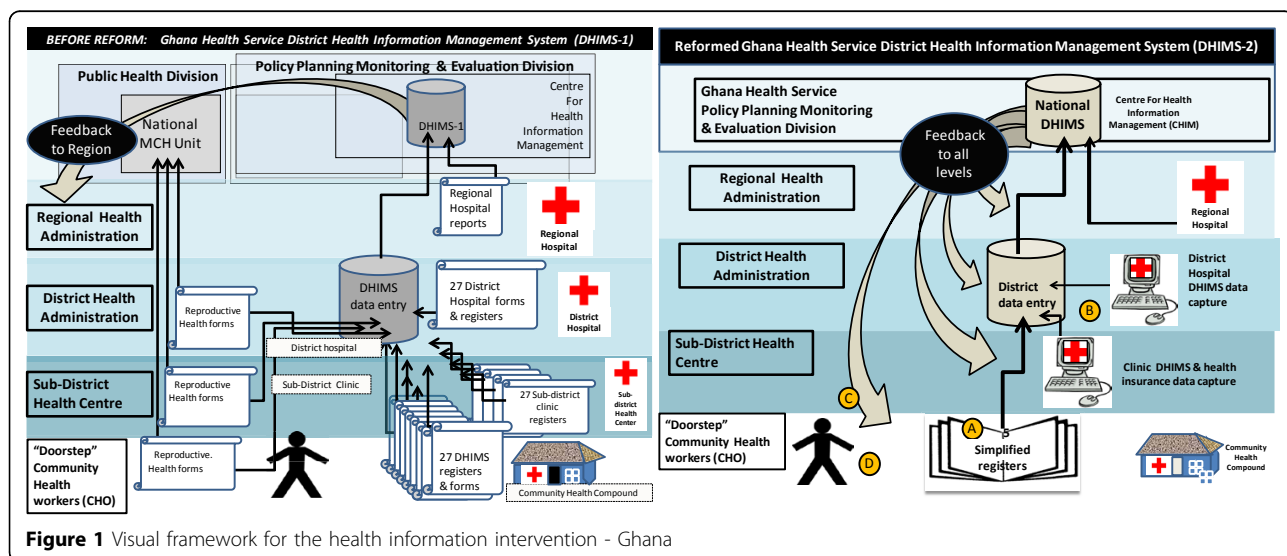 BEFORE REFORM: Ghana Health Service District Health Information Management System (DHIMS-1)
Public Health Division
Policy Planning Monitoring & Evaluation Division
National
MCH Unit
Feedback
to Region
DHIMS-1
Centre
For
Health
Information
Management
Regional Health
Administration
Regional
Hospital
reports
Regional
Hospital
District Health
Administration
Reproductive
Health forms
DHIMS
data entry
27 District
Hospital forms
& registers
District
Hospital
District hospital
Sub-District
Health Centre
Reproductive
Health forms
Sub-District Clinic
27 Sub-district
clinic
registers
Sub-
district
Health
Center
"Doorstep"
Community
Health
workers (CHO)
Reproductive.
Health forms
27 DHIMS
registers
& forms
Community Health Compound
Reformed Ghana Health Service District Health Information Management System (DHIMS-2)
Ghana Health Service
Policy Planning Monitoring
& Evaluation Division
National
DHIMS
Centre For Health
Information
Management (CHIM)
Feedback
to all
levels
Regional Health
Administration
Regional
Hospital
District Health
Administration
District
data entry
B
District
Hospital
DHIMS data
capture
Sub-District Health
Centre
Clinic DHIMS & health
insurance data capture
C
"Doorstep"
Community Health
workers (CHO)
D
A
Simplified
registers
Community
Health
Compound
Figure 1 Visual framework for the health information intervention - Ghana